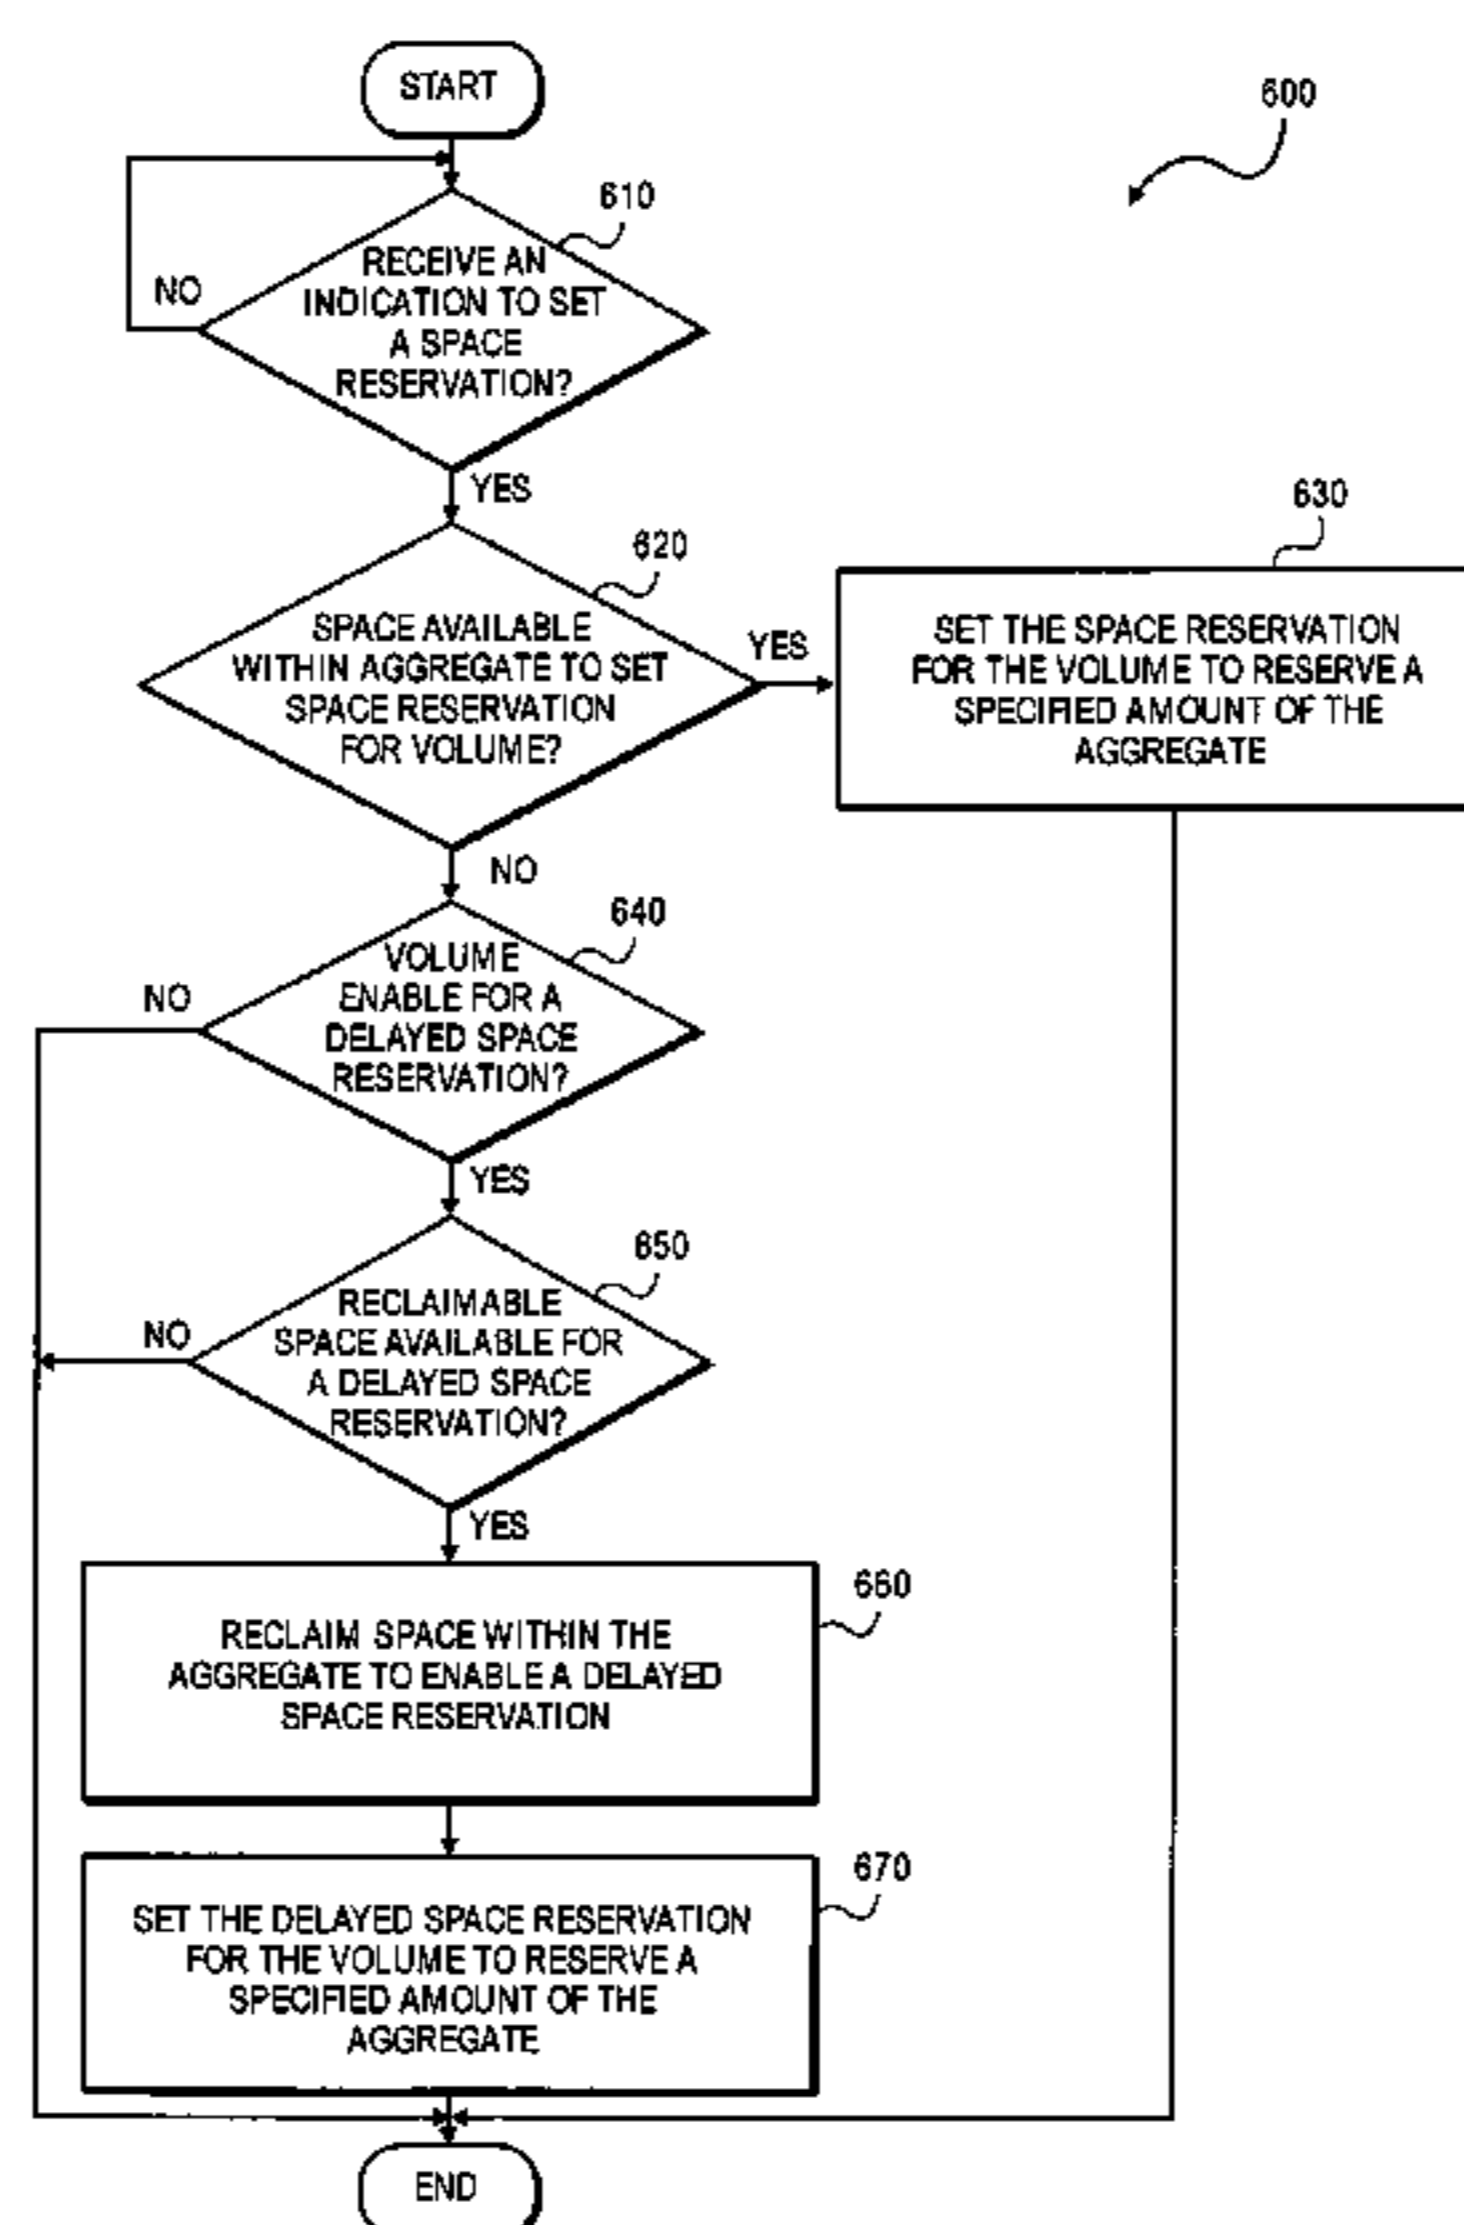 START
600
610
RECEIVE AN
INDICATION TO SET
A SPACE
RESERVATION?
NO
YES
620
SPACE AVAILABLE
WITHIN AGGREGATE TO SET
SPACE RESERVATION
FOR VOLUME?
YES
630
SET THE SPACE RESERVATION
FOR THE VOLUME TO RESERVE A
SPECIFIED AMOUNT OF THE
AGGREGATE
NO
640
VOLUME
ENABLE FOR A
DELAYED SPACE
RESERVATION?
NO
YES
650
RECLAIMABLE
SPACE AVAILABLE FOR
A DELAYED SPACE
RESERVATION?
NO
YES
660
RECLAIM SPACE WITHIN THE
AGGREGATE TO ENABLE A DELAYED
SPACE RESERVATION
670
SET THE DELAYED SPACE RESERVATION
FOR THE VOLUME TO RESERVE A
SPECIFIED AMOUNT OF THE
AGGREGATE
END